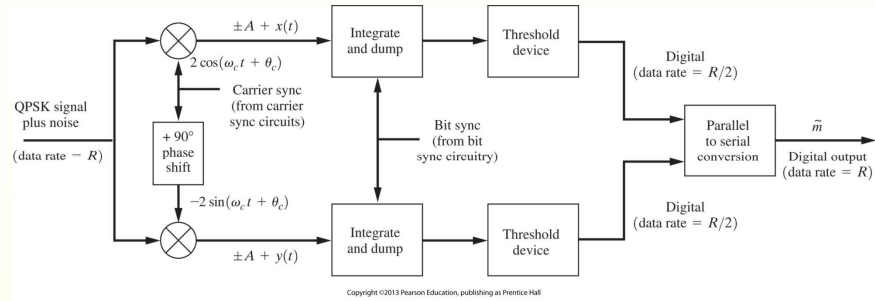 ±A + x(t)
Integrate
and dump
Threshold
device
2 cos(ω_c t + θ_c)
Digital
(data rate = R/2)
Carrier sync
(from carrier
sync circuits)
QPSK signal
plus noise
(data rate = R)
+ 90°
phase
shift
Bit sync
(from bit
sync circuitry)
Parallel
to serial
conversion
m̃
Digital output
(data rate = R)
−2 sin(ω_c t + θ_c)
Digital
(data rate = R/2)
±A + y(t)
Integrate
and dump
Threshold
device
Copyright ©2013 Pearson Education, publishing as Prentice Hall